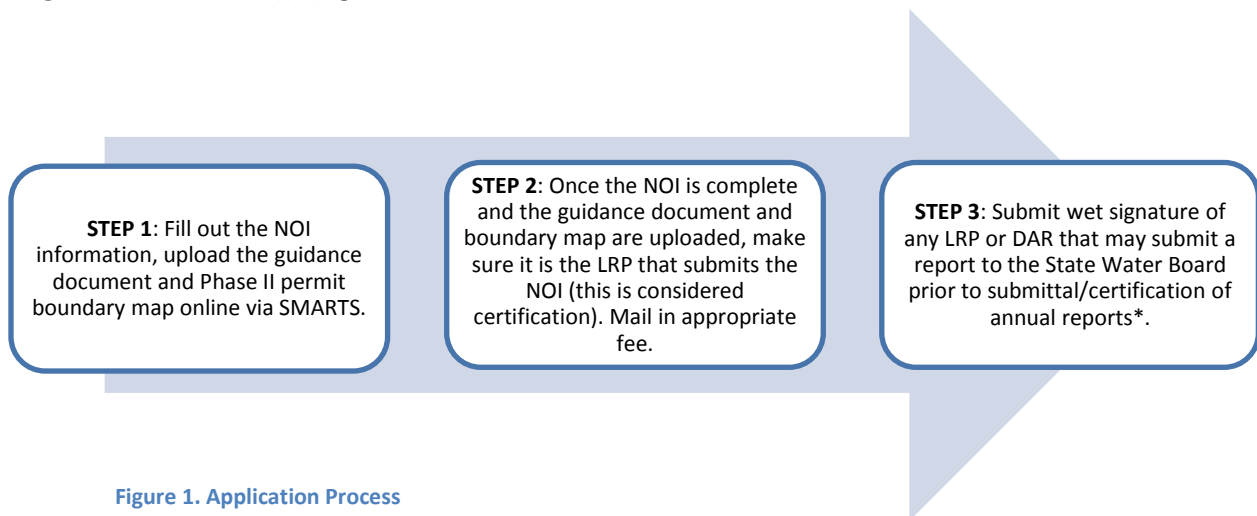 STEP 1: Fill out the NOI
information, upload the guidance
document and Phase II permit
boundary map online via SMARTS.
STEP 2: Once the NOI is complete
and the guidance document and
boundary map are uploaded, make
sure it is the LRP that submits the
NOI (this is considered
certification). Mail in appropriate
fee.
STEP 3: Submit wet signature of
any LRP or DAR that may submit a
report to the State Water Board
prior to submittal/certification of
annual reports*.
Figure 1. Application Process